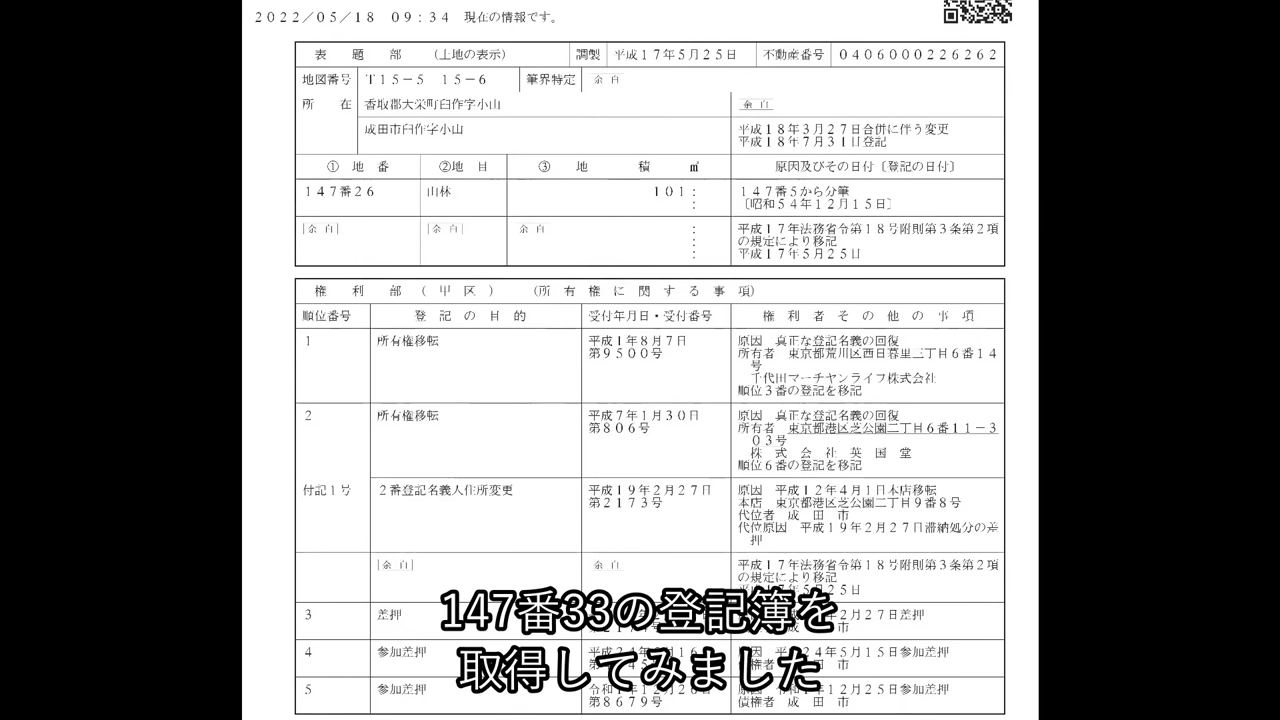 ２０２２／０５／１８　０９：３４　現在の情報です。
表　題　部　（土地の表示）　調製　平成１７年５月２５日　不動産番号　０４０６０００２２６２６２
地図番号　Ｔ１５－５　１５－６　筆界特定　余　白
所　在　香取郡大栄町臼作字小山　余　白
成田市臼作字小山　平成１８年３月２７日合併に伴う変更
平成１８年７月３１日登記
①　地　番　②地　目　③　地　積　㎡　原因及びその日付〔登記の日付〕
１４７番２６　山林　１０１：　１４７番５から分筆
：　〔昭和５４年１２月１５日〕
余　白　余　白　余　白　：　平成１７年法務省令第１８号附則第３条第２項
：　の規定により移記
：　平成１７年５月２５日
権　利　部　（　甲　区　）　（所　有　権　に　関　す　る　事　項）
順位番号　登　記　の　目　的　受付年月日・受付番号　権　利　者　そ　の　他　の　事　項
１　所有権移転　平成１年８月７日　原因　真正な登記名義の回復
第９５００号　所有者　東京都荒川区西日暮里三丁目６番１４
号
千代田マーチヤンライフ株式会社
順位３番の登記を移記
２　所有権移転　平成７年１月３０日　原因　真正な登記名義の回復
第８０６号　所有者　東京都港区芝公園二丁目６番１１－３
０３号
株　式　会　社　英　国　堂
順位６番の登記を移記
付記１号　２番登記名義人住所変更　平成１９年２月２７日　原因　平成１２年４月１日本店移転
第２１７３号　本店　東京都港区芝公園二丁目９番８号
代位者　成　田　市
代位原因　平成１９年２月２７日滞納処分の差
押
余　白　余　白　平成１７年法務省令第１８号附則第３条第２項
の規定により移記
５月２５日
３　差押　２月２７日差押
市
４　参加差押　２４年５月１５日参加差押
成　田　市
５　参加差押　１２月２５日参加差押
第８６７９号　債権者　成　田　市
147番33の登記簿を
取得してみました